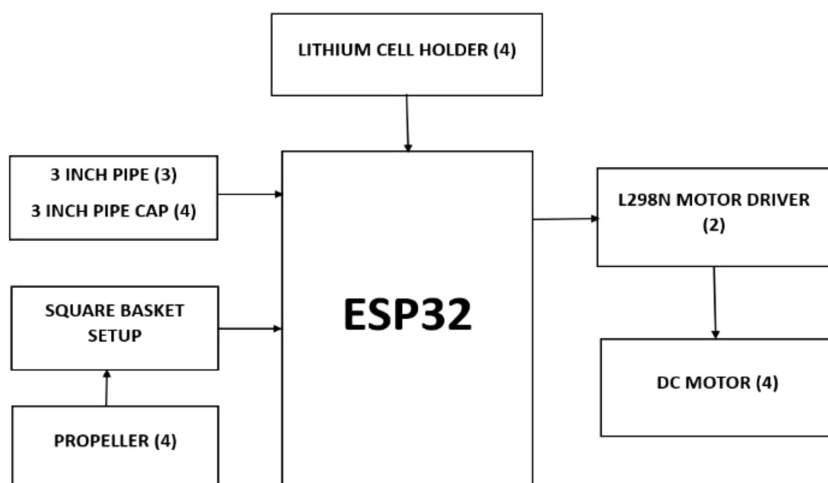 LITHIUM CELL HOLDER (4)
3 INCH PIPE (3)
3 INCH PIPE CAP (4)
L298N MOTOR DRIVER
(2)
SQUARE BASKET
SETUP
ESP32
DC MOTOR (4)
PROPELLER (4)